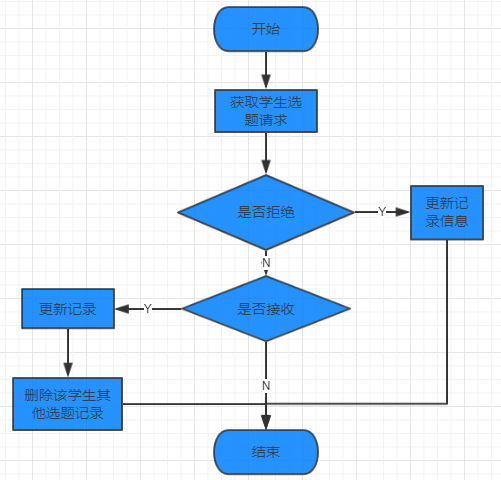 开始
获取学生选
题请求
是否拒绝
Y
更新记
录信息
N
是否接收
Y
更新记录
删除该学生其
他选题记录
N
结束